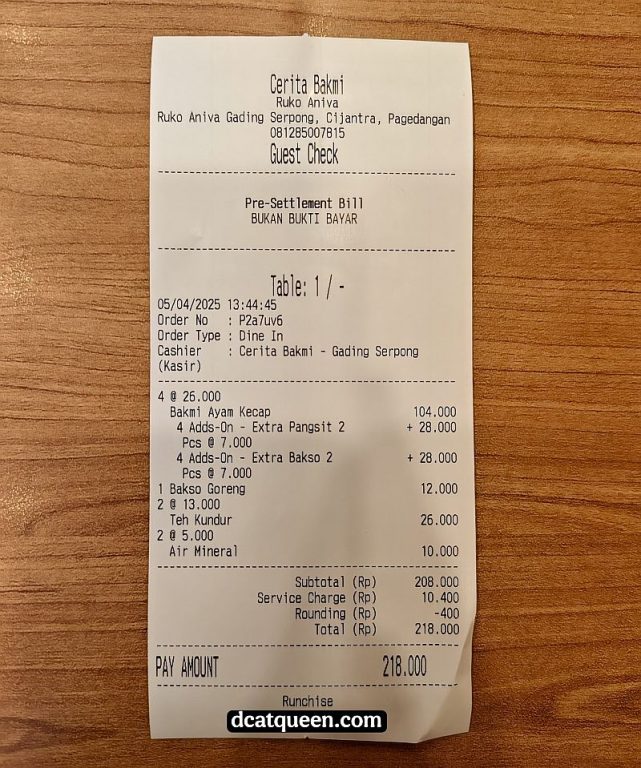 Cerita Bakmi
Ruko Aniva
Ruko Aniva Gading Serpong, Cijantra, Pagedangan
081285007815
Guest Check
Pre-Settlement Bill
BUKAN BUKTI BAYAR
Table: 1 / -
05/04/2025 13:44:45
Order No : P2a7uv6
Order Type : Dine In
Cashier : Cerita Bakmi - Gading Serpong
(Kasir)
4 @ 26.000
Bakmi Ayam Kecap 104.000
4 Adds-On - Extra Pangsit 2 + 28.000
Pcs @ 7.000
4 Adds-On - Extra Bakso 2 + 28.000
Pcs @ 7.000
1 Bakso Goreng 12.000
2 @ 13.000
Teh Kundur 26.000
2 @ 5.000
Air Mineral 10.000
Subtotal (Rp) 208.000
Service Charge (Rp) 10.400
Rounding (Rp) -400
Total (Rp) 218.000
PAY AMOUNT 218.000
Runchise
dcatqueen.com